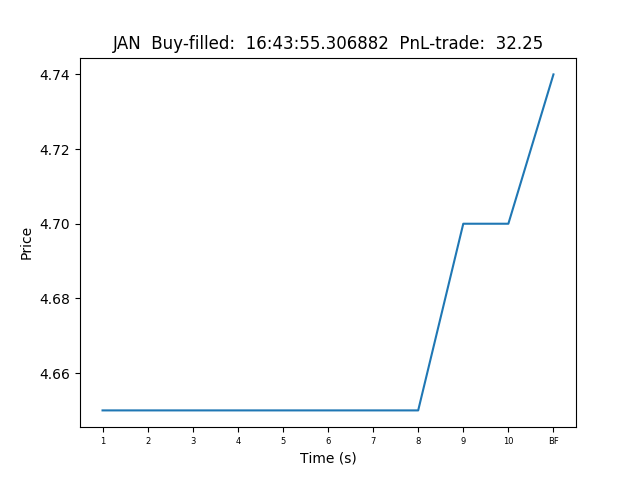 JAN  Buy-filled:  16:43:55.306882  PnL-trade:  32.25
4.74
4.72
4.70
4.68
4.66
Price
1 2 3 4 5 6 7 8 9 10 BF
Time (s)